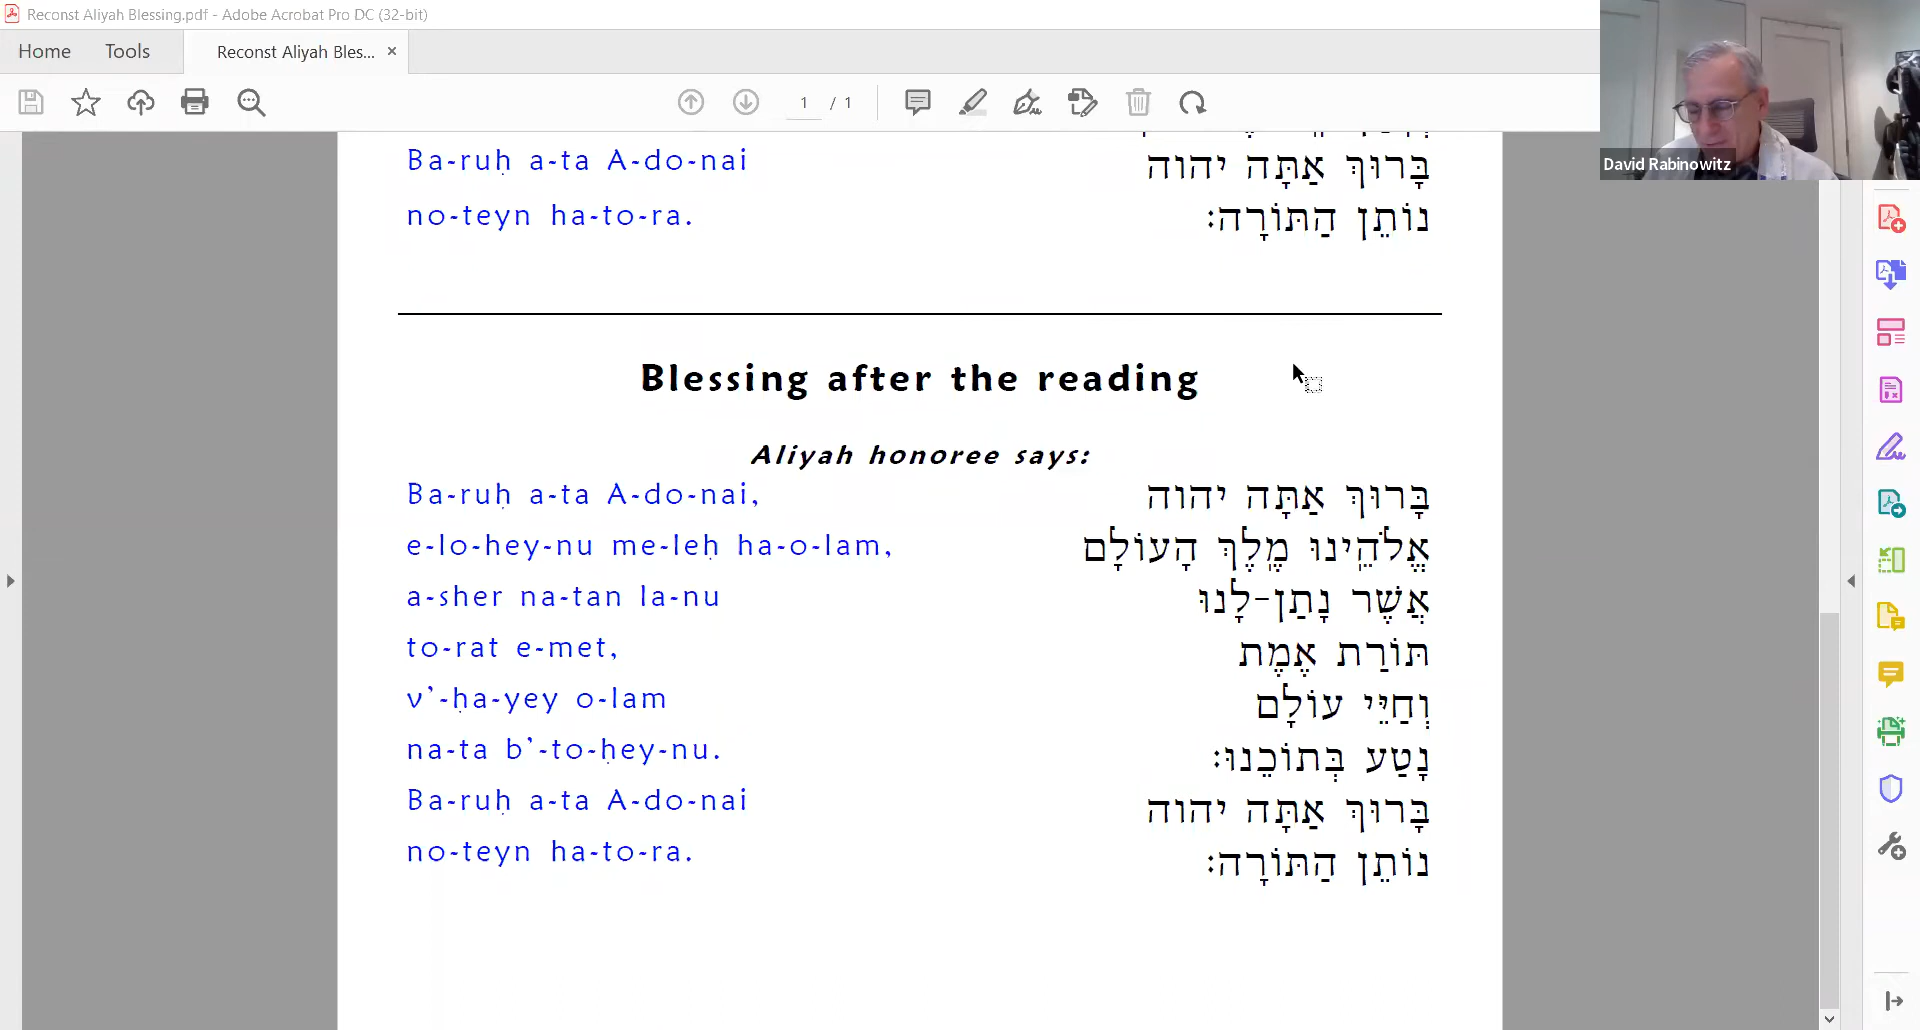 Reconst Aliyah Blessing.pdf - Adobe Acrobat Pro DC (32-bit)
Home Tools Reconst Aliyah Bles... ×
1 / 1
David Rabinowitz
Ba-ruḥ a-ta A-do-nai
בָּרוּךְ אַתָּה יהוה
no-teyn ha-to-ra.
נוֹתֵן הַתּוֹרָה׃
Blessing after the reading
Aliyah honoree says:
Ba-ruḥ a-ta A-do-nai,
בָּרוּךְ אַתָּה יהוה
e-lo-hey-nu me-leḥ ha-o-lam,
אֱלֹהֵֽינוּ מֶֽלֶךְ הָעוֹלָם
a-sher na-tan la-nu
אֲשֶׁר נָתַן־לָנוּ
to-rat e-met,
תּוֹרַת אֱמֶת
v’-ḥa-yey o-lam
וְחַיֵּי עוֹלָם
na-ta b’-to-ḥey-nu.
נָטַע בְּתוֹכֵנוּ׃
Ba-ruḥ a-ta A-do-nai
בָּרוּךְ אַתָּה יהוה
no-teyn ha-to-ra.
נוֹתֵן הַתּוֹרָה׃